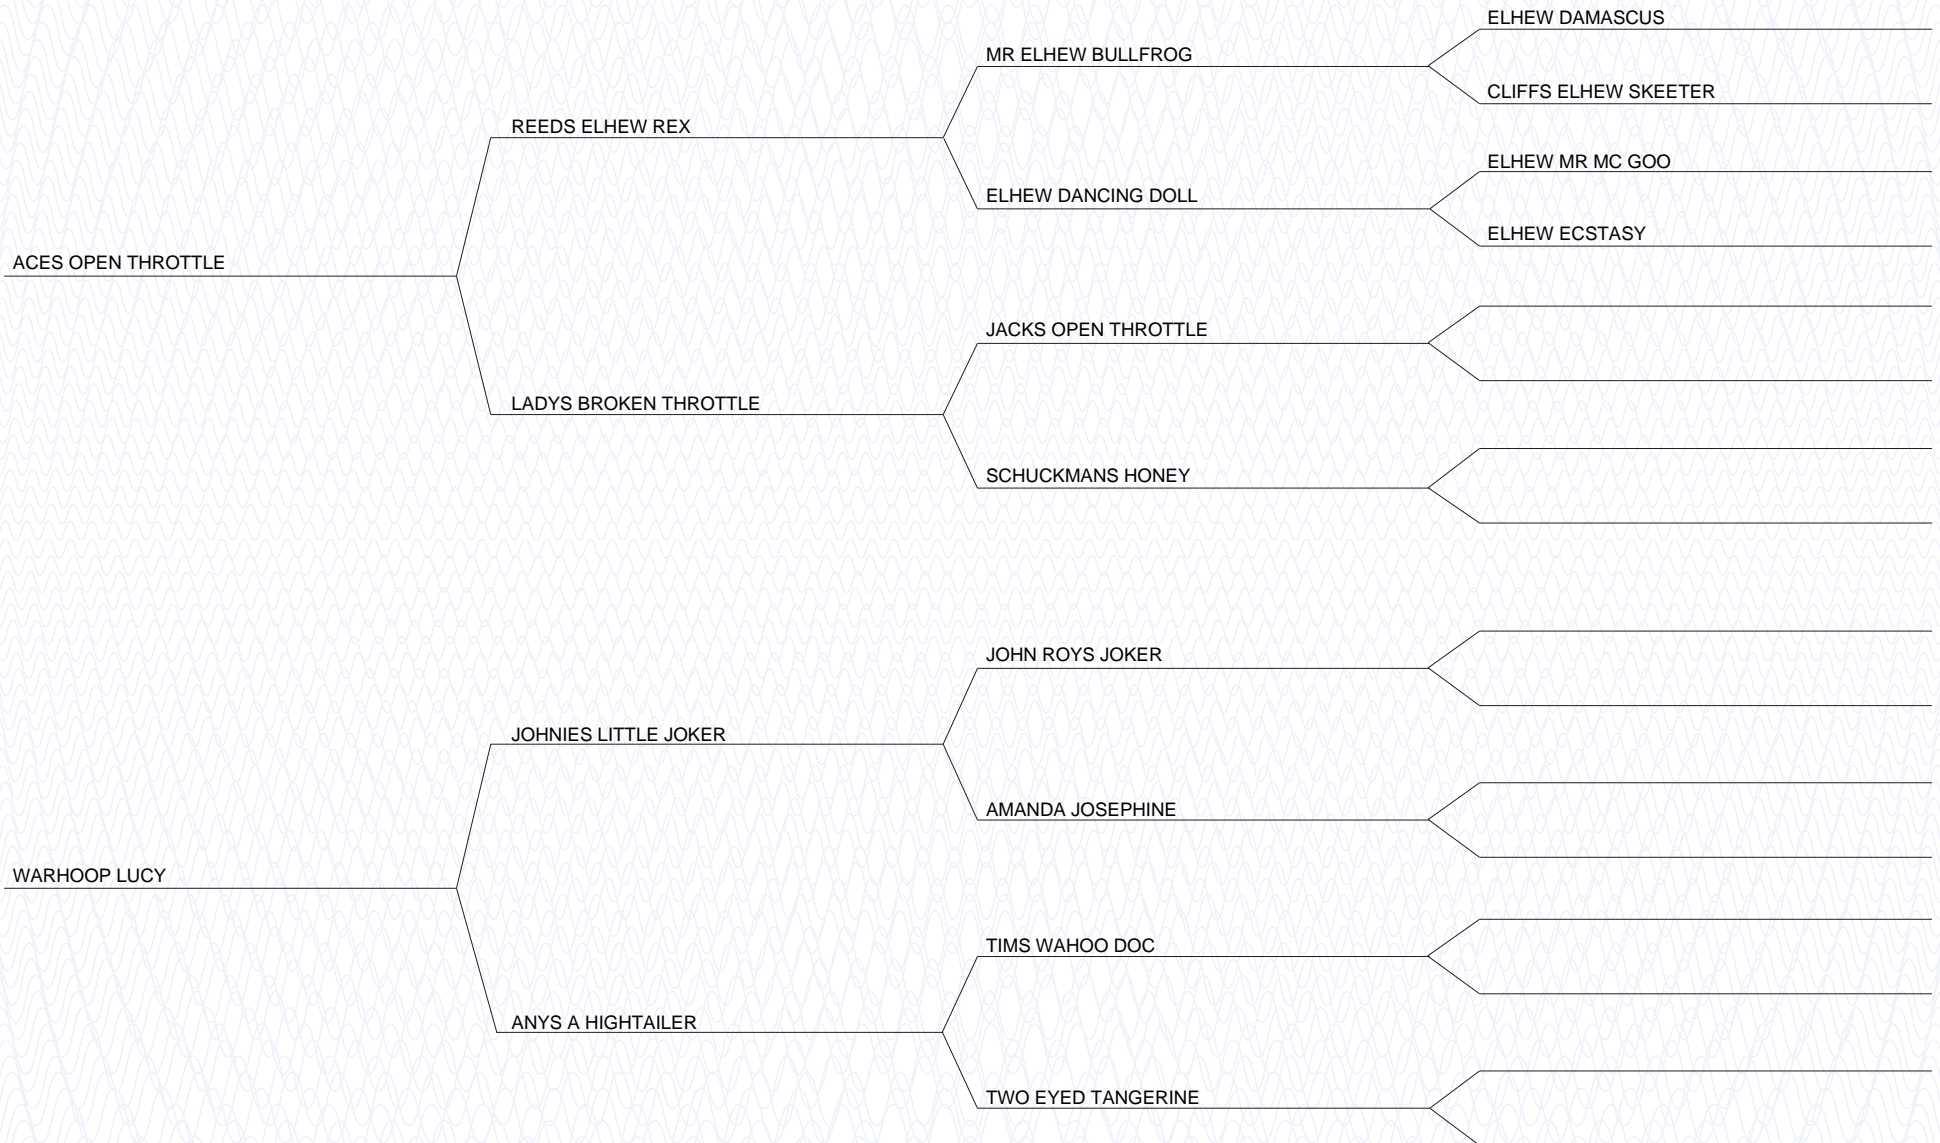 ELHEW DAMASCUS
MR ELHEW BULLFROG
CLIFFS ELHEW SKEETER
REEDS ELHEW REX
ELHEW MR MC GOO
ELHEW DANCING DOLL
ELHEW ECSTASY
ACES OPEN THROTTLE
JACKS OPEN THROTTLE
LADYS BROKEN THROTTLE
SCHUCKMANS HONEY
JOHN ROYS JOKER
JOHNIES LITTLE JOKER
AMANDA JOSEPHINE
WARHOOP LUCY
TIMS WAHOO DOC
ANYS A HIGHTAILER
TWO EYED TANGERINE